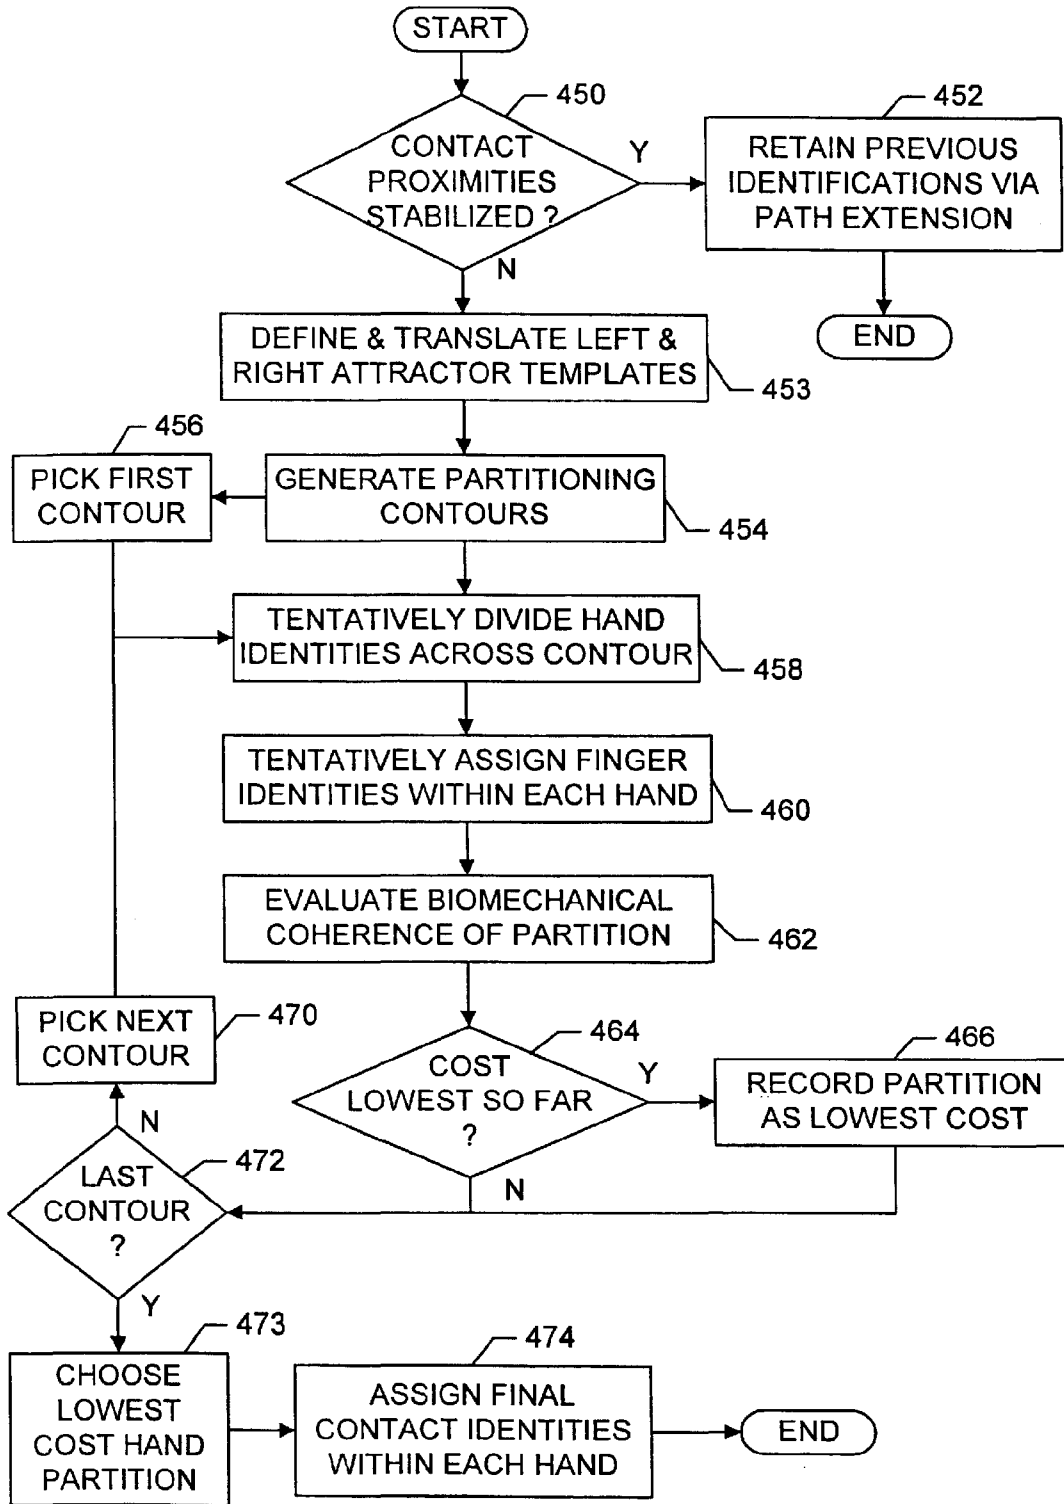 START
450
CONTACT
PROXIMITIES
STABILIZED ?
Y
N
452
RETAIN PREVIOUS
IDENTIFICATIONS VIA
PATH EXTENSION
END
DEFINE & TRANSLATE LEFT &
RIGHT ATTRACTOR TEMPLATES
453
456
PICK FIRST
CONTOUR
GENERATE PARTITIONING
CONTOURS
454
TENTATIVELY DIVIDE HAND
IDENTITIES ACROSS CONTOUR
458
TENTATIVELY ASSIGN FINGER
IDENTITIES WITHIN EACH HAND
460
EVALUATE BIOMECHANICAL
COHERENCE OF PARTITION
462
PICK NEXT
CONTOUR
470
464
COST
LOWEST SO FAR
?
Y
N
466
RECORD PARTITION
AS LOWEST COST
N
472
LAST
CONTOUR
?
Y
473
CHOOSE
LOWEST
COST HAND
PARTITION
474
ASSIGN FINAL
CONTACT IDENTITIES
WITHIN EACH HAND
END